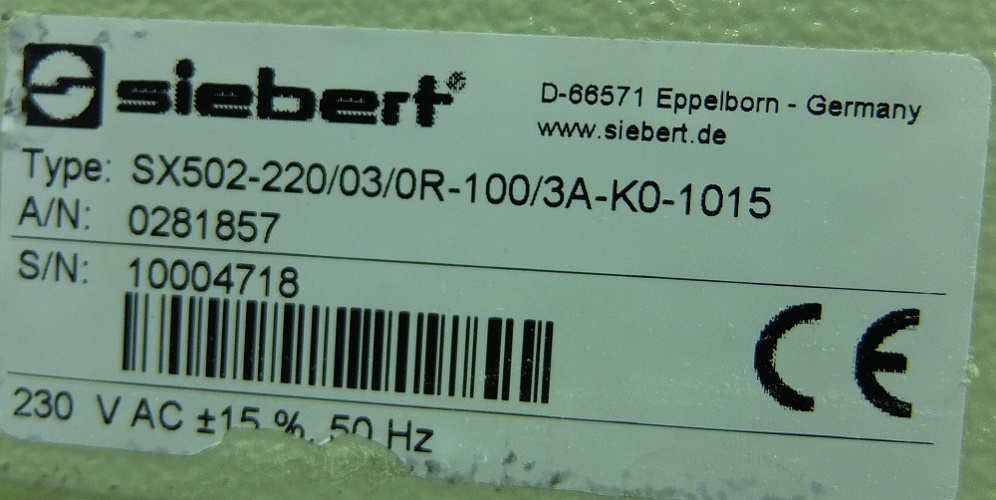 siebert®
D-66571 Eppelborn - Germany
www.siebert.de
Type: SX502-220/03/0R-100/3A-K0-1015
A/N: 0281857
S/N: 10004718
CE
230 V AC ±15 %, 50 Hz